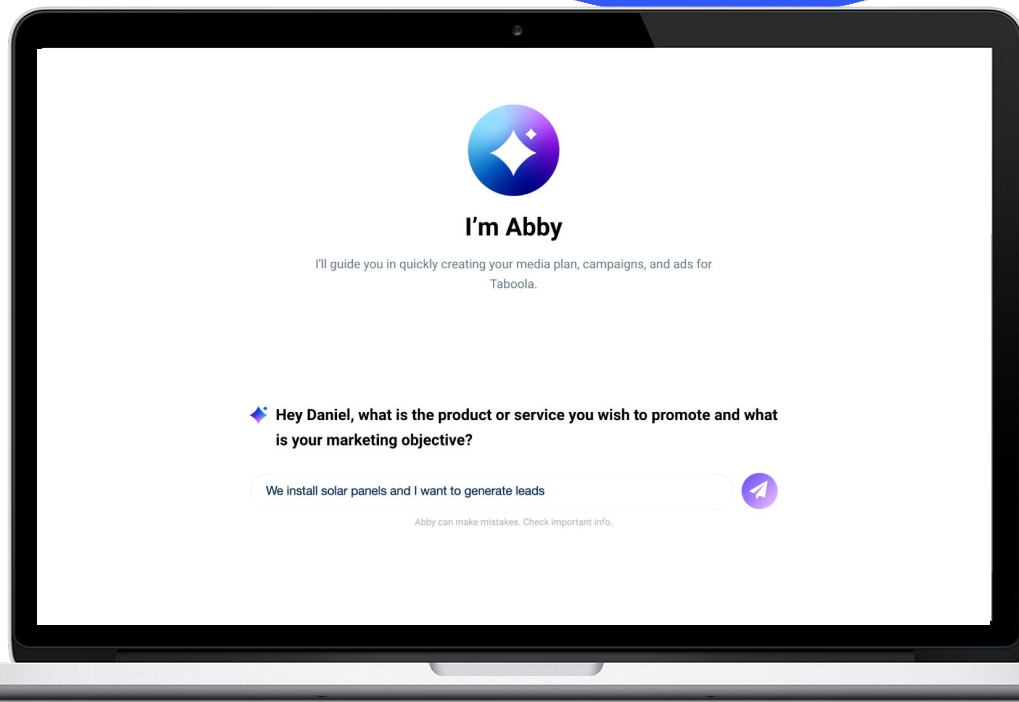 I’m Abby
I'll guide you in quickly creating your media plan, campaigns, and ads for
Taboola.
Hey Daniel, what is the product or service you wish to promote and what
is your marketing objective?
We install solar panels and I want to generate leads
Abby can make mistakes. Check important info.